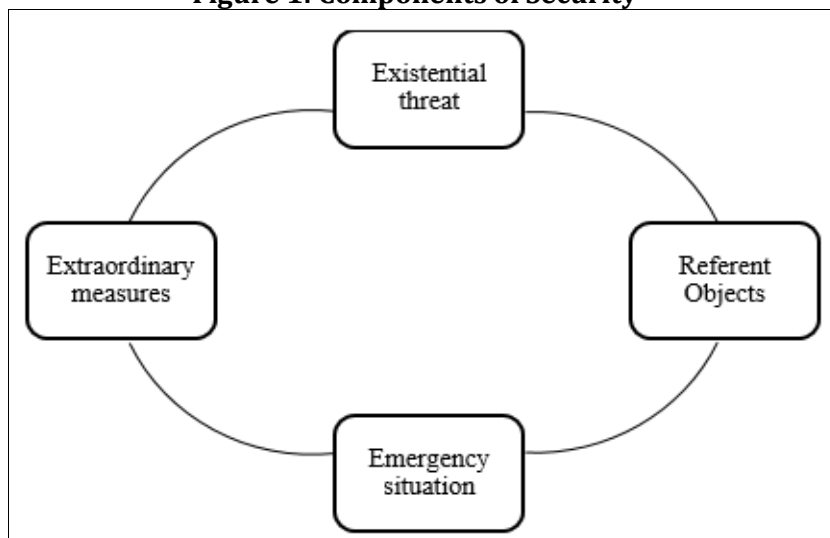 Figure 1: Components of Security
Existential
threat
Extraordinary
measures
Referent
Objects
Emergency
situation